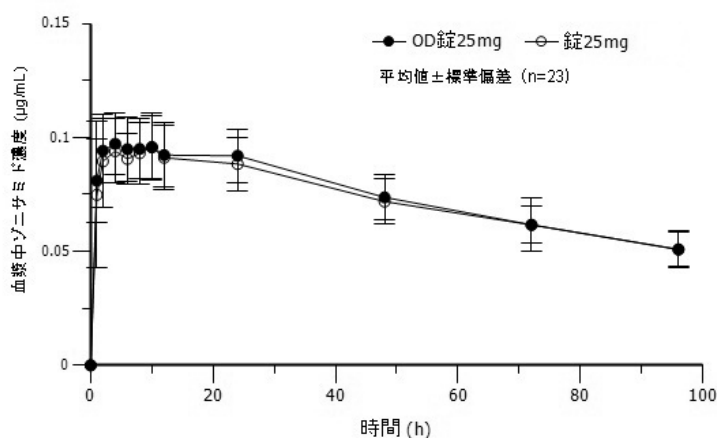 0.15
OD錠25mg 錠25mg
平均値±標準偏差 (n=23)
0.1
血漿中ゾニサミド濃度 (μg/mL)
0.05
0
0 20 40 60 80 100
時間 (h)